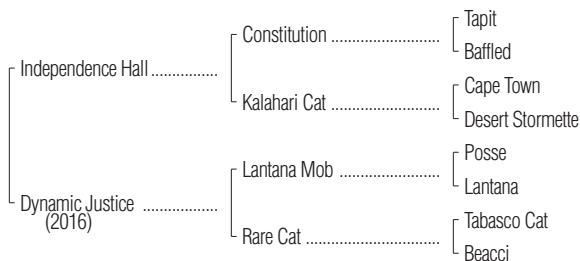 Tapit
Constitution
Baffled
Independence Hall
Cape Town
Kalahari Cat
Desert Stormette
Posse
Lantana Mob
Lantana
Dynamic Justice
(2016)
Tabasco Cat
Rare Cat
Beacci